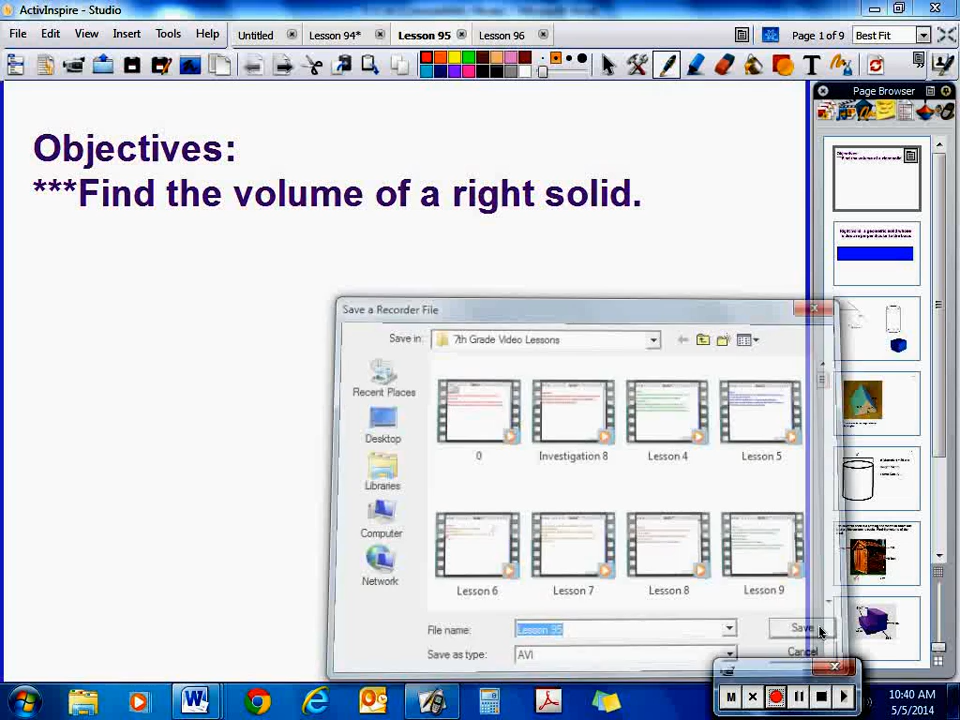 ActivInspire - Studio
File Edit View Insert Tools Help
Untitled Lesson 94* Lesson 95 Lesson 96
Page 1 of 9 Best Fit
Page Browser
Objectives:
***Find the volume of a right solid.
Save a Recorder File
Save in: 7th Grade Video Lessons
Recent Places
Desktop
Libraries
Computer
Network
0 Investigation 8 Lesson 4 Lesson 5
Lesson 6 Lesson 7 Lesson 8 Lesson 9
File name: Lesson 95 Save
Save as type: AVI Cancel
M
10:40 AM
5/5/2014